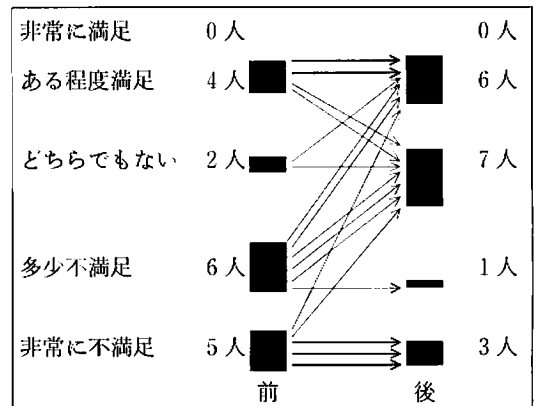 非常に満足 0人 0人
ある程度満足 4人 6人
どちらでもない 2人 7人
多少不満足 6人 1人
非常に不満足 5人 3人
前 後